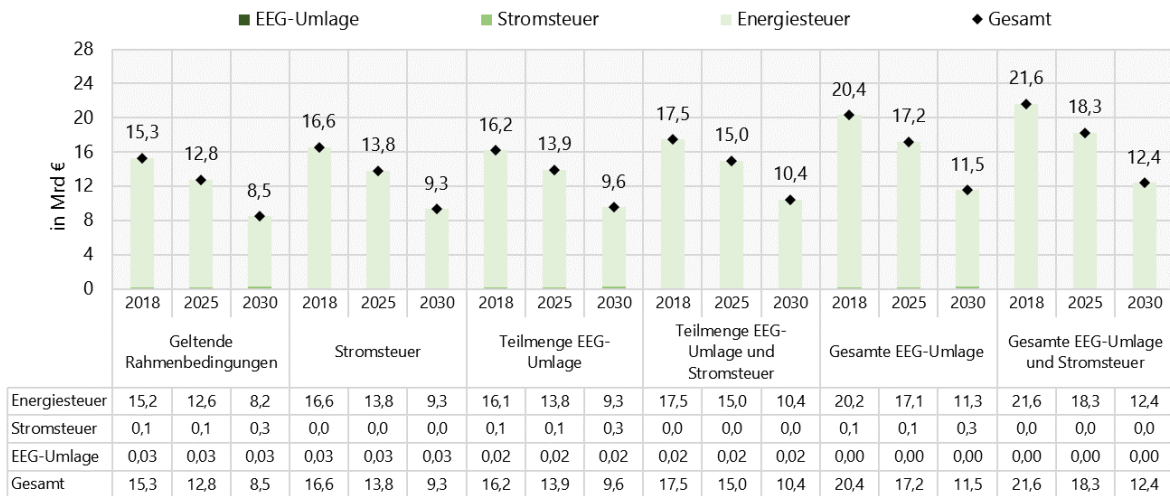 EEG-Umlage Stromsteuer Energiesteuer Gesamt
in Mrd €
28
24
20
16
12
8
4
0
15,3 12,8 8,5 16,6 13,8 9,3 16,2 13,9 9,6 17,5 15,0 10,4 20,4 17,2 11,5 21,6 18,3 12,4
2018 2025 2030 2018 2025 2030 2018 2025 2030 2018 2025 2030 2018 2025 2030 2018 2025 2030
Geltende
Rahmenbedingungen
Stromsteuer
Teilmenge EEG-
Umlage
Teilmenge EEG-
Umlage und
Stromsteuer
Gesamte EEG-Umlage
Gesamte EEG-Umlage
und Stromsteuer
Energiesteuer 15,2 12,6 8,2 16,6 13,8 9,3 16,1 13,8 9,3 17,5 15,0 10,4 20,2 17,1 11,3 21,6 18,3 12,4
Stromsteuer 0,1 0,1 0,3 0,0 0,0 0,0 0,1 0,1 0,3 0,0 0,0 0,0 0,1 0,1 0,3 0,0 0,0 0,0
EEG-Umlage 0,03 0,03 0,03 0,03 0,03 0,03 0,02 0,02 0,02 0,02 0,02 0,02 0,00 0,00 0,00 0,00 0,00 0,00
Gesamt 15,3 12,8 8,5 16,6 13,8 9,3 16,2 13,9 9,6 17,5 15,0 10,4 20,4 17,2 11,5 21,6 18,3 12,4